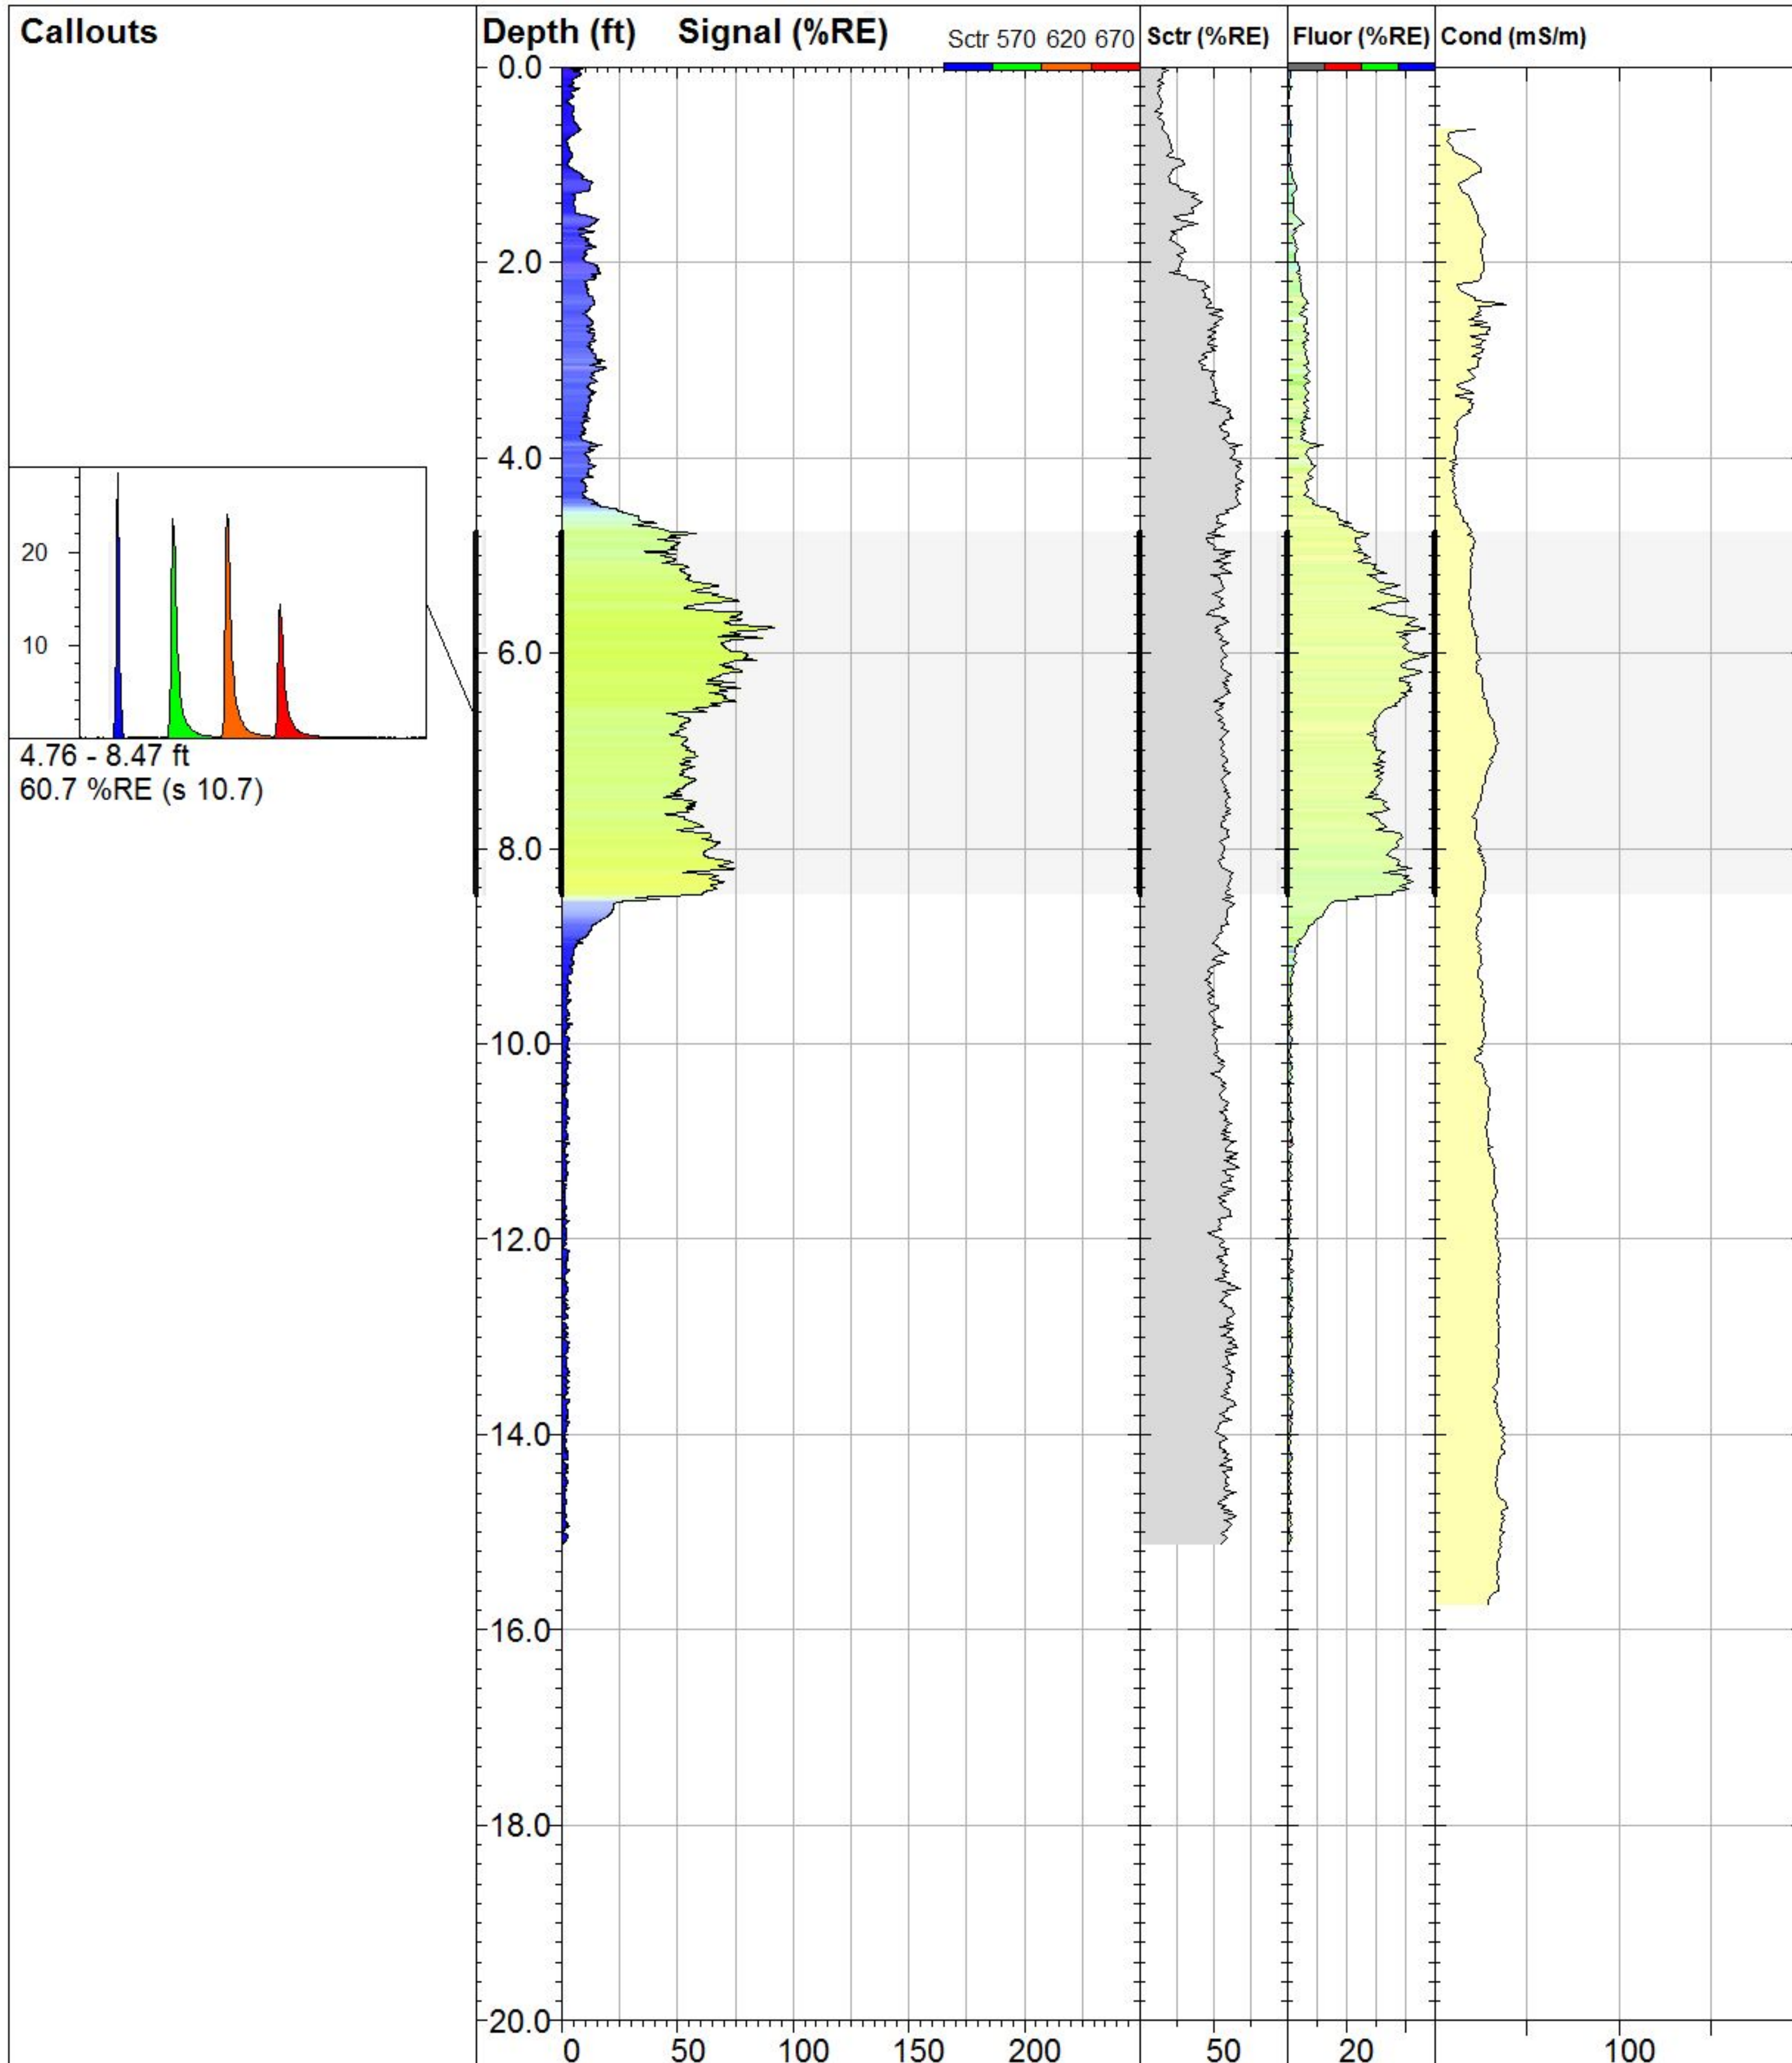 Callouts
Depth (ft)
Signal (%RE)
Sctr 570 620 670
Sctr (%RE)
Fluor (%RE)
Cond (mS/m)
0.0
2.0
4.0
6.0
8.0
10.0
12.0
14.0
16.0
18.0
20.0
20
10
4.76 - 8.47 ft
60.7 %RE (s 10.7)
0 50 100 150 200
50
20
100